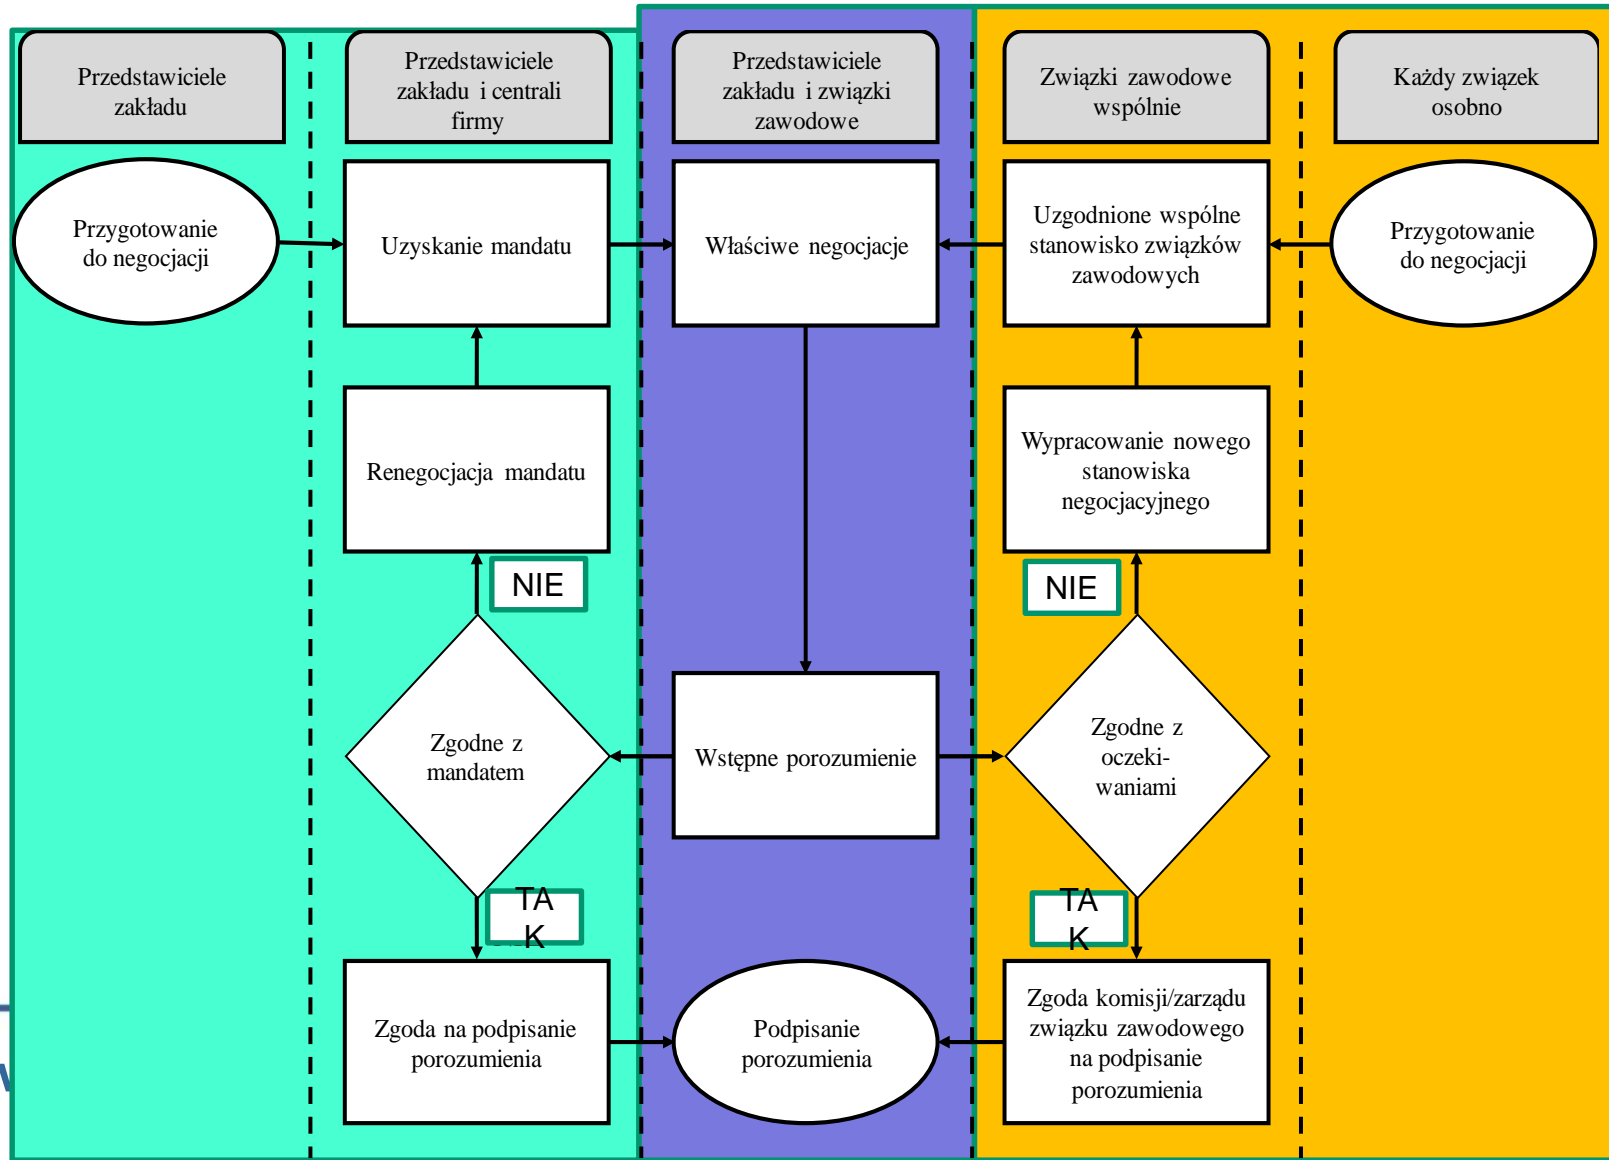 Przedstawiciele
zakładu
Przedstawiciele
zakładu i centrali
firmy
Przedstawiciele
zakładu i związki
zawodowe
Związki zawodowe
wspólnie
Każdy związek
osobno
Przygotowanie
do negocjacji
Uzyskanie mandatu
Właściwe negocjacje
Uzgodnione wspólne
stanowisko związków
zawodowych
Przygotowanie
do negocjacji
Renegocjacja mandatu
Wypracowanie nowego
stanowiska
negocjacyjnego
NIE
NIE
Zgodne z
mandatem
Wstępne porozumienie
Zgodne z
oczeki-
waniami
TA
K
TA
K
Zgoda na podpisanie
porozumienia
Podpisanie
porozumienia
Zgoda komisji/zarządu
związku zawodowego
na podpisanie
porozumienia